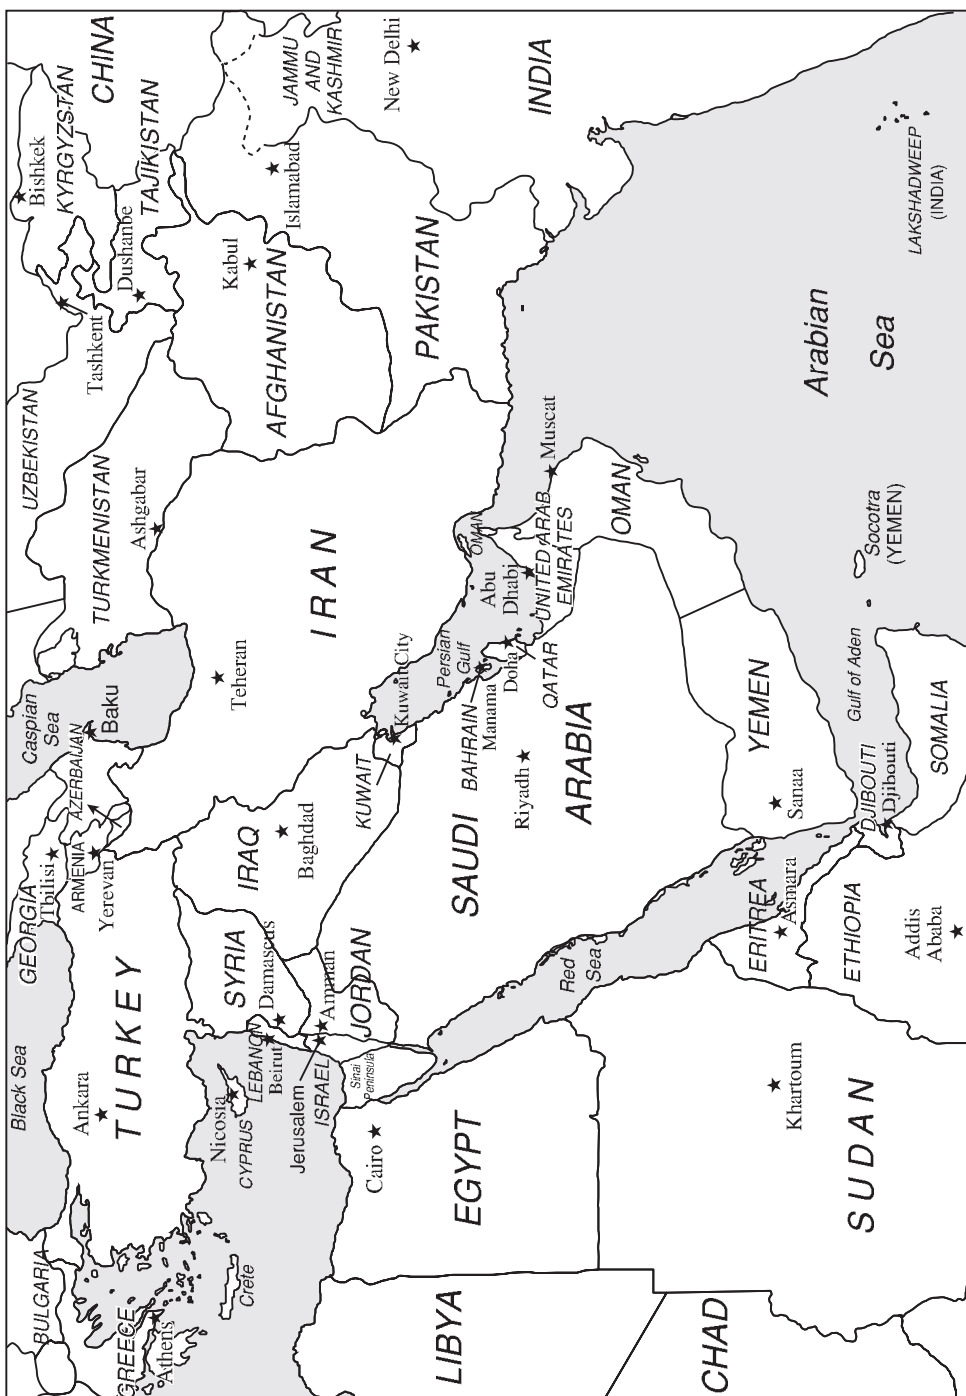 BULGARIA
GREECE
Athens
Crete
Black Sea
TURKEY
Ankara
Nicosia
CYPRUS
LEBANON
Beirut
Jerusalem
ISRAEL
Sinai
Peninsula
Cairo
EGYPT
LIBYA
CHAD
SUDAN
Khartoum
GEORGIA
Tbilisi
ARMENIA
Yerevan
AZERBAIJAN
Baku
Caspian
Sea
SYRIA
Damascus
Amman
JORDAN
IRAQ
Baghdad
KUWAIT
KuwaitCity
Teheran
IRAN
Persian
Gulf
BAHRAIN
Manama
Doha
QATAR
Abu
Dhabi
UNITED ARAB
EMIRATES
OMAN
Muscat
OMAN
SAUDI
Riyadh
ARABIA
Red
Sea
YEMEN
Sanaa
ERITREA
Asmara
ETHIOPIA
Addis
Ababa
DJIBOUTI
Djibouti
Gulf of Aden
SOMALIA
Socotra
(YEMEN)
Arabian
Sea
UZBEKISTAN
TURKMENISTAN
Ashgabar
Tashkent
Dushanbe
TAJIKISTAN
Bishkek
KYRGYZSTAN
CHINA
Kabul
AFGHANISTAN
Islamabad
PAKISTAN
JAMMU
AND
KASHMIR
New Delhi
INDIA
LAKSHADWEEP
(INDIA)